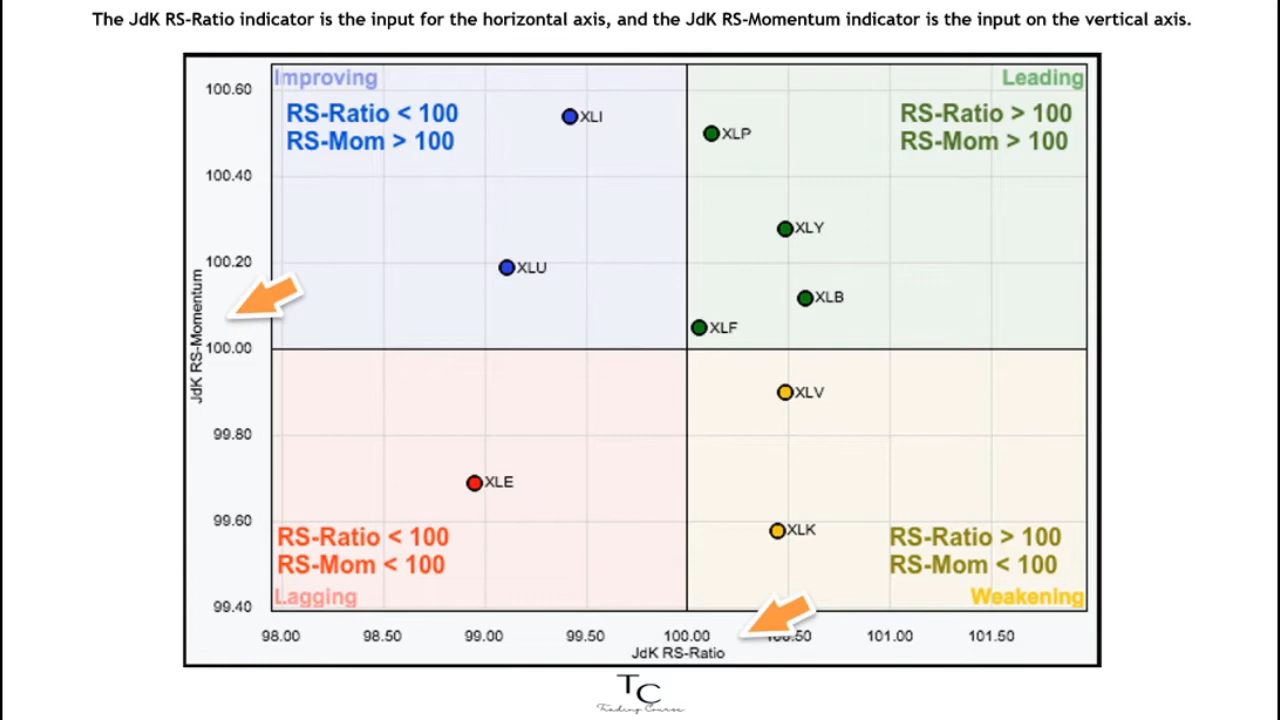 The JdK RS-Ratio indicator is the input for the horizontal axis, and the JdK RS-Momentum indicator is the input on the vertical axis.
Improving
Leading
RS-Ratio < 100
RS-Mom > 100
RS-Ratio > 100
RS-Mom > 100
XLI
XLP
XLY
XLU
XLB
XLF
XLV
XLE
XLK
RS-Ratio < 100
RS-Mom < 100
RS-Ratio > 100
RS-Mom < 100
Lagging
Weakening
100.60
100.40
100.20
100.00
99.80
99.60
99.40
JdK RS-Momentum
98.00
98.50
99.00
99.50
100.00
100.50
101.00
101.50
JdK RS-Ratio
TC
Trading Course